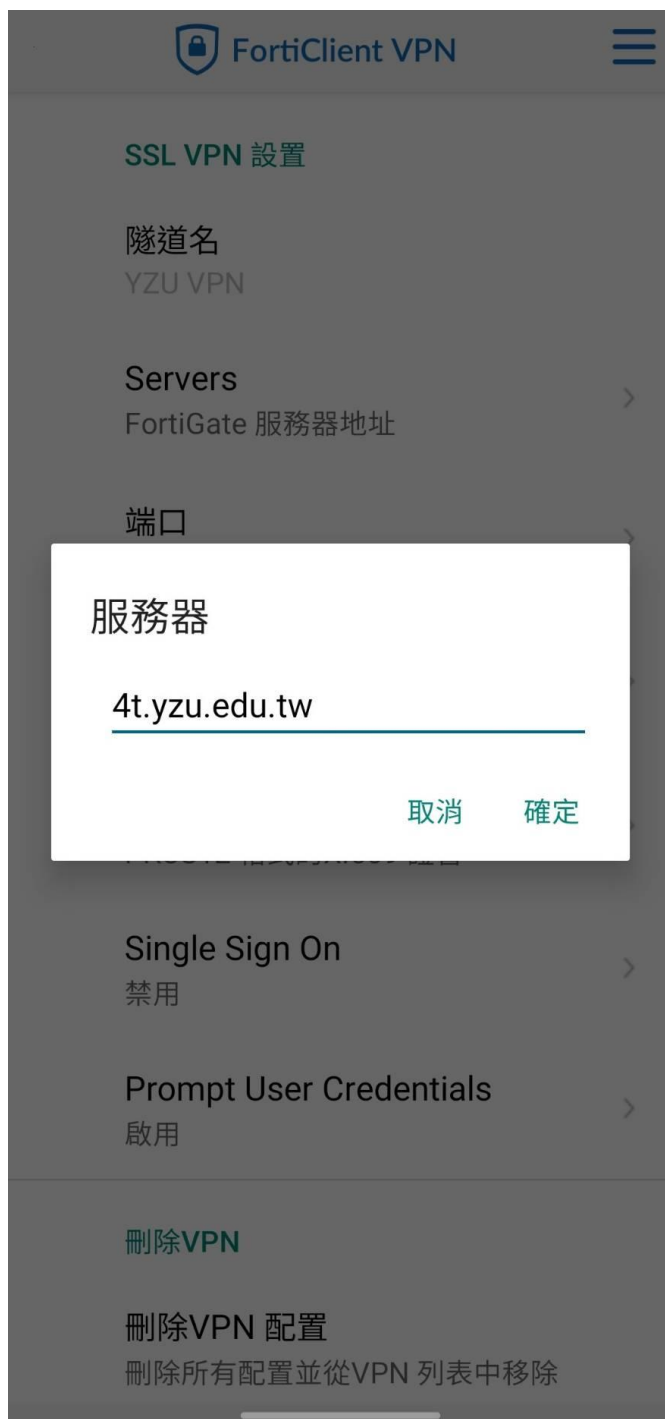 FortiClient VPN
SSL VPN 設置
隧道名
YZU VPN
Servers
FortiGate 服務器地址
端口
服務器
4t.yzu.edu.tw
取消 確定
Single Sign On
禁用
Prompt User Credentials
啟用
刪除VPN
刪除VPN 配置
刪除所有配置並從VPN 列表中移除